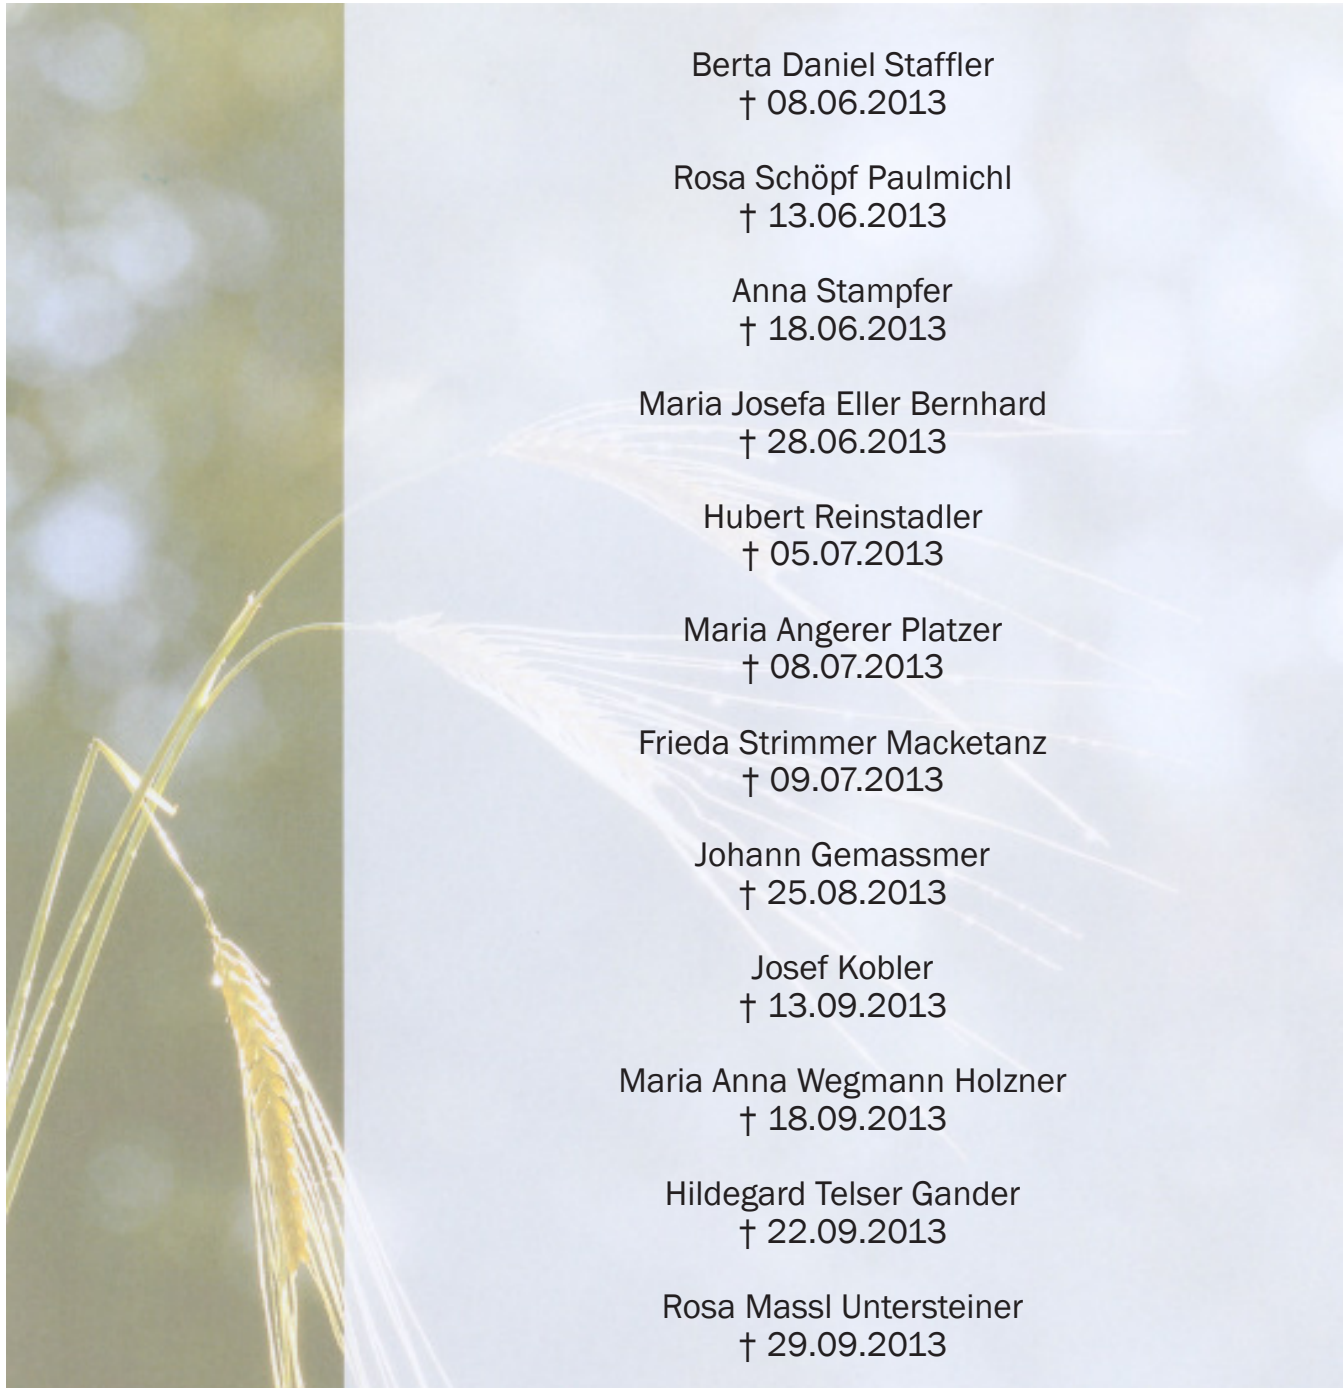 Berta Daniel Staffler
† 08.06.2013
Rosa Schöpf Paulmichl
† 13.06.2013
Anna Stampfer
† 18.06.2013
Maria Josefa Eller Bernhard
† 28.06.2013
Hubert Reinstadler
† 05.07.2013
Maria Angerer Platzer
† 08.07.2013
Frieda Strimmer Macketanz
† 09.07.2013
Johann Gemassmer
† 25.08.2013
Josef Kobler
† 13.09.2013
Maria Anna Wegmann Holzner
† 18.09.2013
Hildegard Telser Gander
† 22.09.2013
Rosa Massl Untersteiner
† 29.09.2013